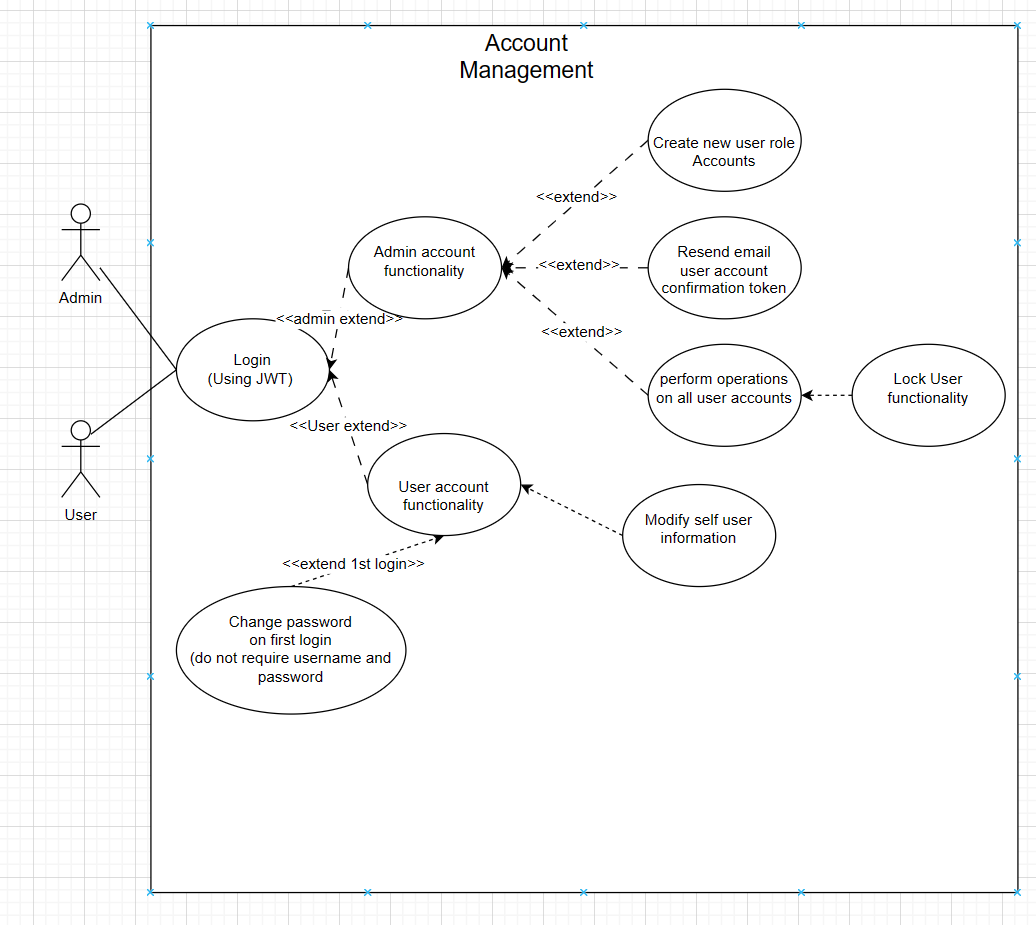 Account
Management
Create new user role
Accounts
<<extend>>
Admin account
functionality
Resend email
user account
confirmation token
<<extend>>
Admin
<<admin extend>>
<<extend>>
Login
(Using JWT)
perform operations
on all user accounts
Lock User
functionality
<<User extend>>
User account
functionality
User
Modify self user
information
<<extend 1st login>>
Change password
on first login
(do not require username and
password